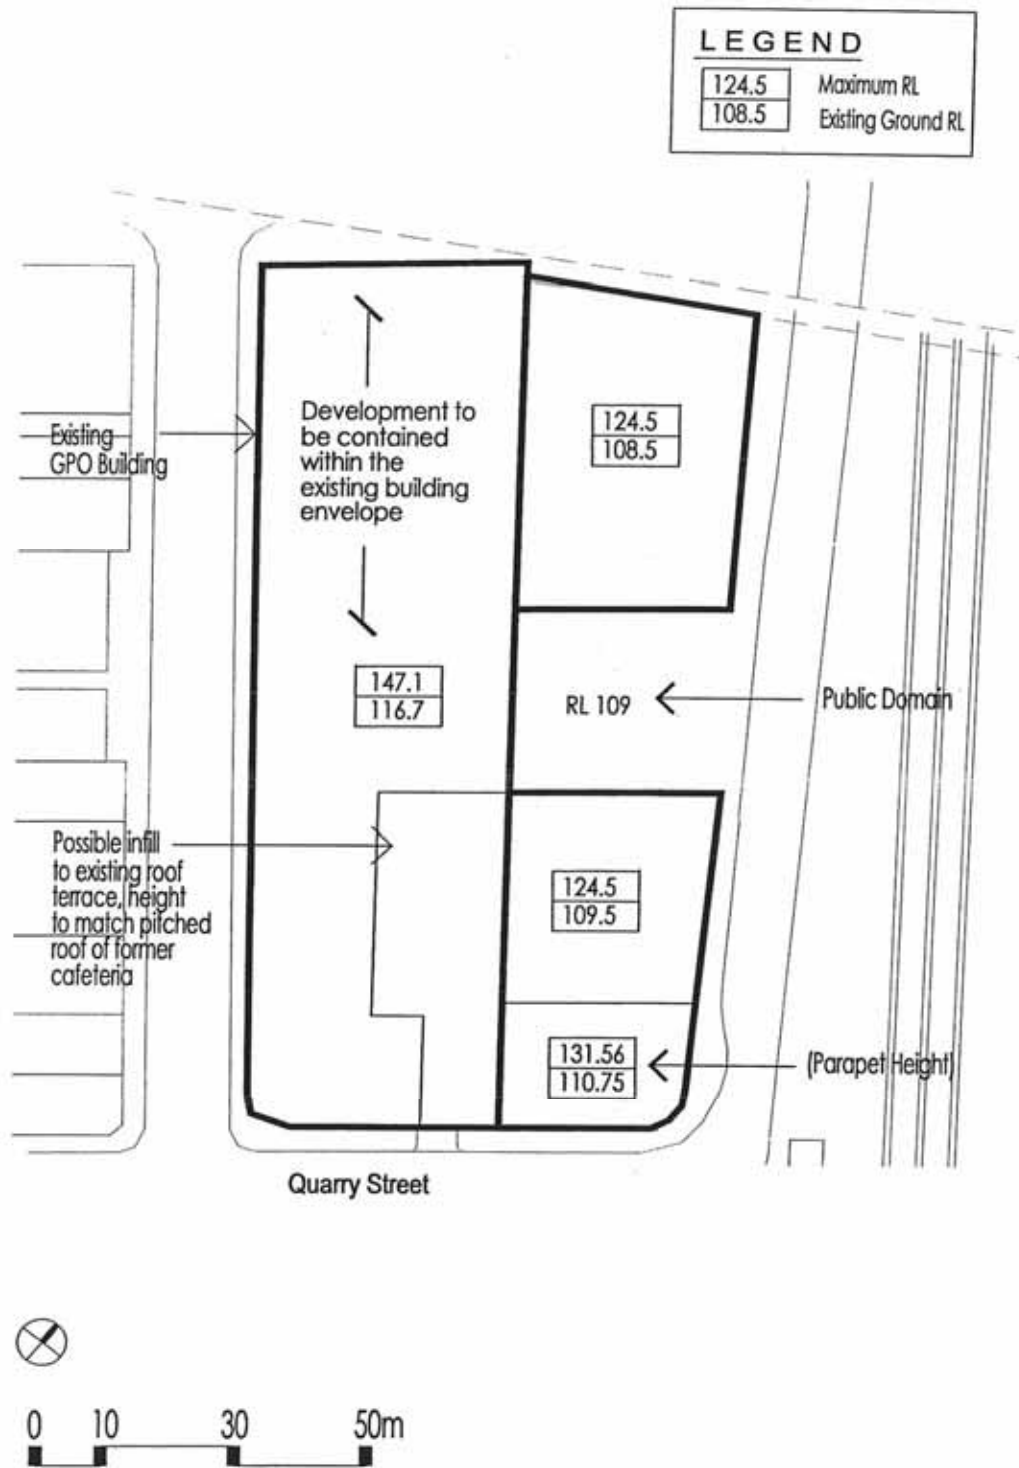 LEGEND
124.5 Maximum RL
108.5 Existing Ground RL
Development to
be contained
within the
existing building
envelope
Existing
GPO Building
124.5
108.5
147.1
116.7
RL 109
Public Domain
Possible infill
to existing roof
terrace, height
to match pitched
roof of former
cafeteria
124.5
109.5
131.56
110.75
(Parapet Height)
Quarry Street
0 10 30 50m